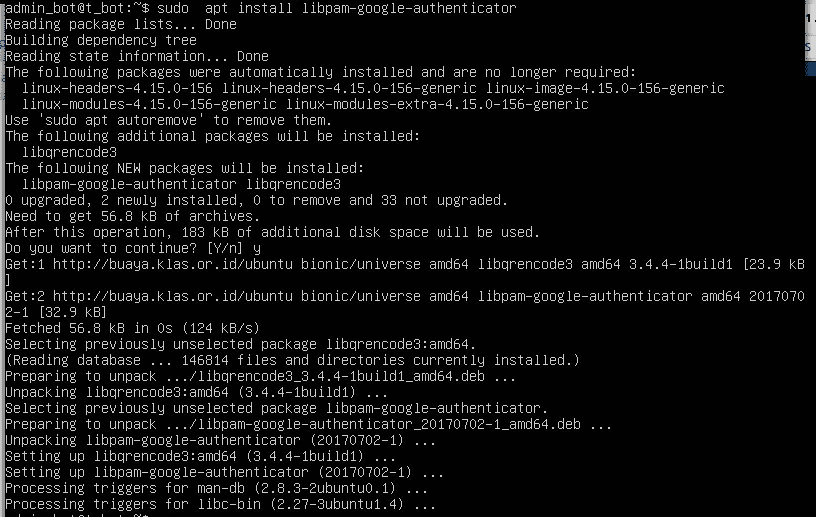 admin_bot@t_bot:~$ sudo  apt install libpam-google-authenticator
Reading package lists... Done
Building dependency tree
Reading state information... Done
The following packages were automatically installed and are no longer required:
  linux-headers-4.15.0-156 linux-headers-4.15.0-156-generic linux-image-4.15.0-156-generic
  linux-modules-4.15.0-156-generic linux-modules-extra-4.15.0-156-generic
Use 'sudo apt autoremove' to remove them.
The following additional packages will be installed:
  libqrencode3
The following NEW packages will be installed:
  libpam-google-authenticator libqrencode3
0 upgraded, 2 newly installed, 0 to remove and 33 not upgraded.
Need to get 56.8 kB of archives.
After this operation, 183 kB of additional disk space will be used.
Do you want to continue? [Y/n] y
Get:1 http://buaya.klas.or.id/ubuntu bionic/universe amd64 libqrencode3 amd64 3.4.4-1build1 [23.9 kB
]
Get:2 http://buaya.klas.or.id/ubuntu bionic/universe amd64 libpam-google-authenticator amd64 2017070
2-1 [32.9 kB]
Fetched 56.8 kB in 0s (124 kB/s)
Selecting previously unselected package libqrencode3:amd64.
(Reading database ... 146814 files and directories currently installed.)
Preparing to unpack .../libqrencode3_3.4.4-1build1_amd64.deb ...
Unpacking libqrencode3:amd64 (3.4.4-1build1) ...
Selecting previously unselected package libpam-google-authenticator.
Preparing to unpack .../libpam-google-authenticator_20170702-1_amd64.deb ...
Unpacking libpam-google-authenticator (20170702-1) ...
Setting up libqrencode3:amd64 (3.4.4-1build1) ...
Setting up libpam-google-authenticator (20170702-1) ...
Processing triggers for man-db (2.8.3-2ubuntu0.1) ...
Processing triggers for libc-bin (2.27-3ubuntu1.4) ...